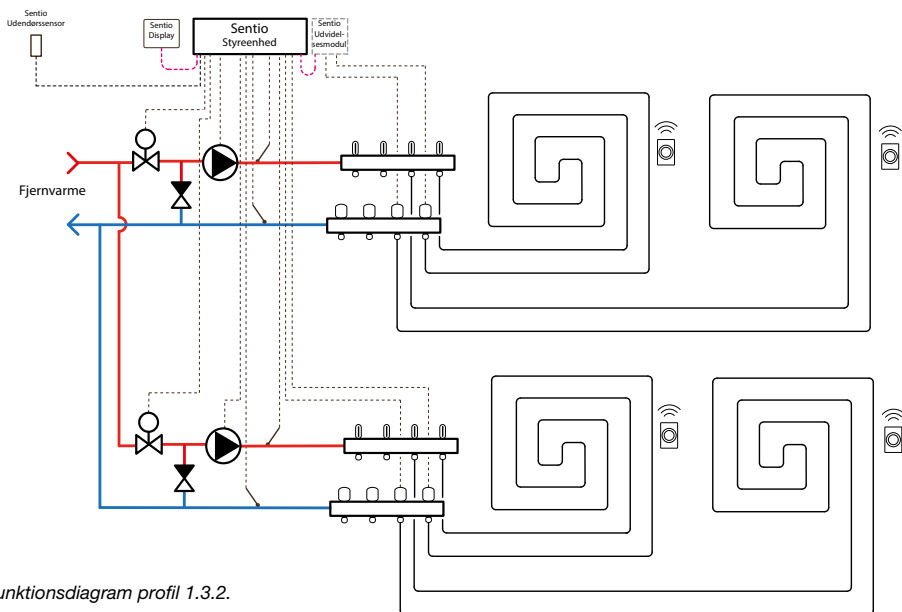 Sentio
Udendørssensor
Sentio
Display
Sentio
Styreenhed
Sentio
Udvidel-
sesmodul
Fjernvarme
unktionsdiagram profil 1.3.2.